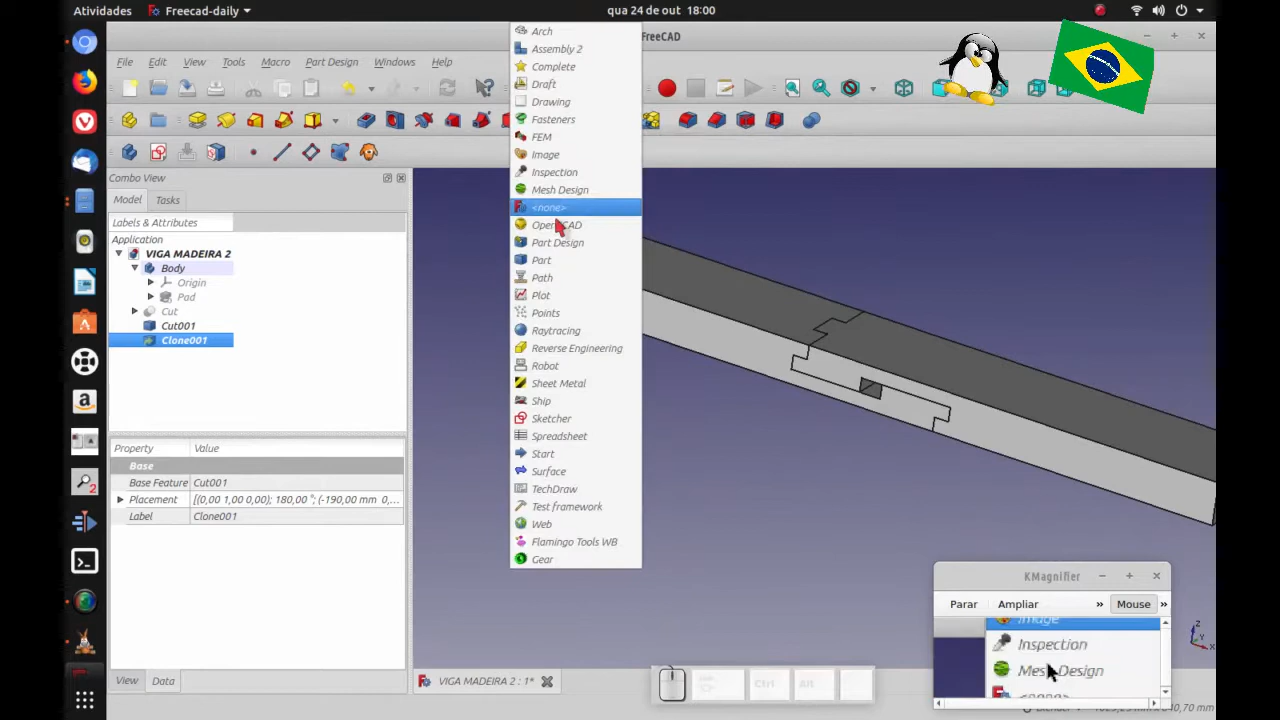 Atividades
Freecad-daily
qua 24 de out 18:00
FreeCAD
File Edit View Tools Macro Part Design Windows Help
Combo View
Model Tasks
Labels & Attributes
Application
VIGA MADEIRA 2
Body
Origin
Pad
Cut
Cut001
Clone001
Property Value
Base
Base Feature Cut001
Placement [(0,00 1,00 0,00); 180,00 °; (-190,00 mm 0,...
Label Clone001
View Data
Arch
Assembly 2
Complete
Draft
Drawing
Fasteners
FEM
Image
Inspection
Mesh Design
<none>
OpenSCAD
Part Design
Part
Path
Plot
Points
Raytracing
Reverse Engineering
Robot
Sheet Metal
Ship
Sketcher
Spreadsheet
Start
Surface
TechDraw
Test framework
Web
Flamingo Tools WB
Gear
VIGA MADEIRA 2 : 1*
Ctrl Alt
KMagnifier
Parar Ampliar » Mouse »
Image
Inspection
Mesh Design
<none>
Z
Y
X
Blender